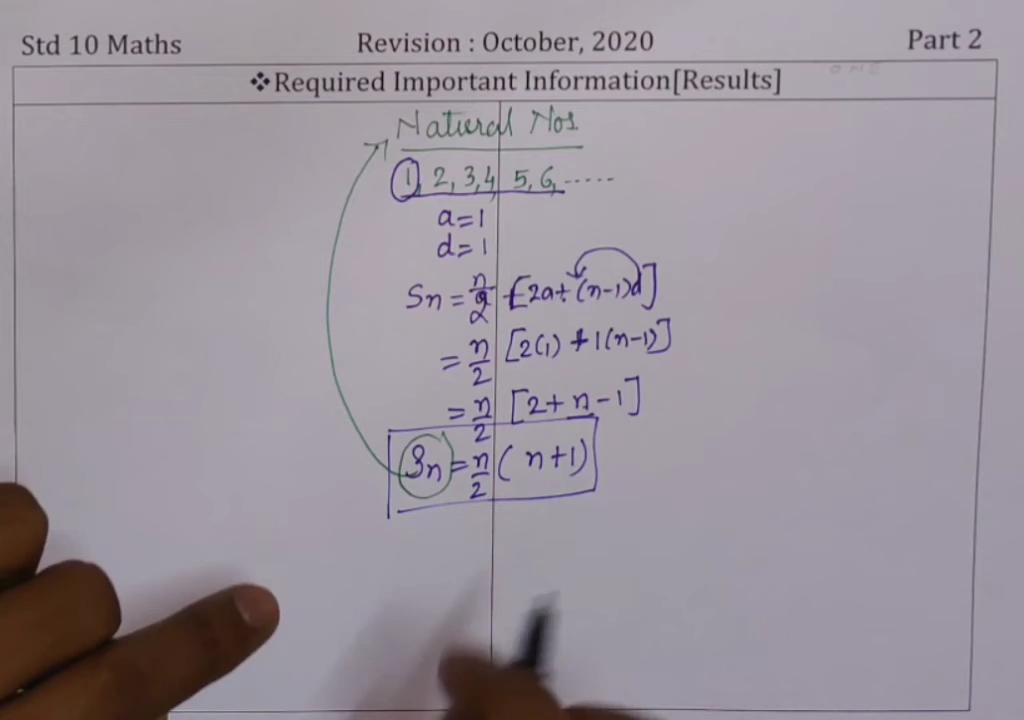 Std 10 Maths Revision : October, 2020 Part 2
❖Required Important Information[Results]
Natural Nos.
1, 2, 3, 4, 5, 6, .....
a=1
d=1
Sn = n/2 [2a+(n-1)d]
= n/2 [2(1) + 1(n-1)]
= n/2 [2+n-1]
Sn = n/2 (n+1)